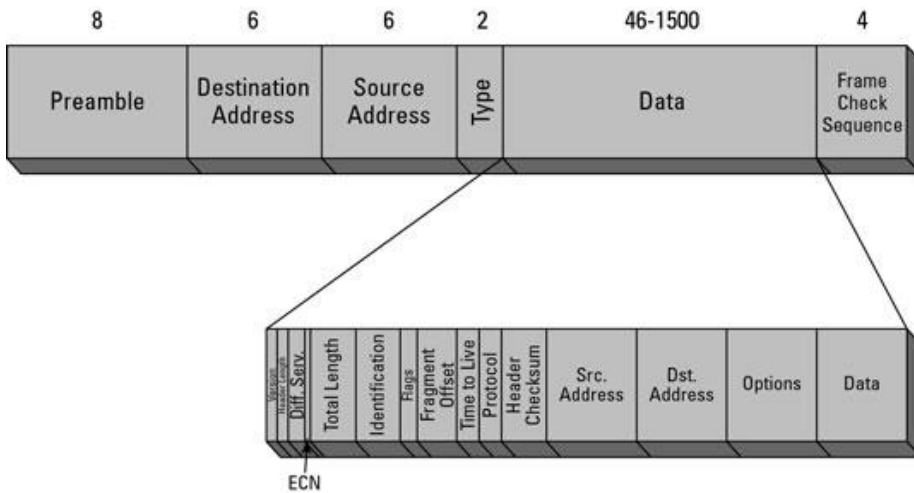 8 6 6 2 46-1500 4
Preamble
Destination
Address
Source
Address
Type
Data
Frame
Check
Sequence
Version
Header Length
Diff. Serv.
ECN
Total Length
Identification
Flags
Fragment
Offset
Time to Live
Protocol
Header
Checksum
Src.
Address
Dst.
Address
Options
Data